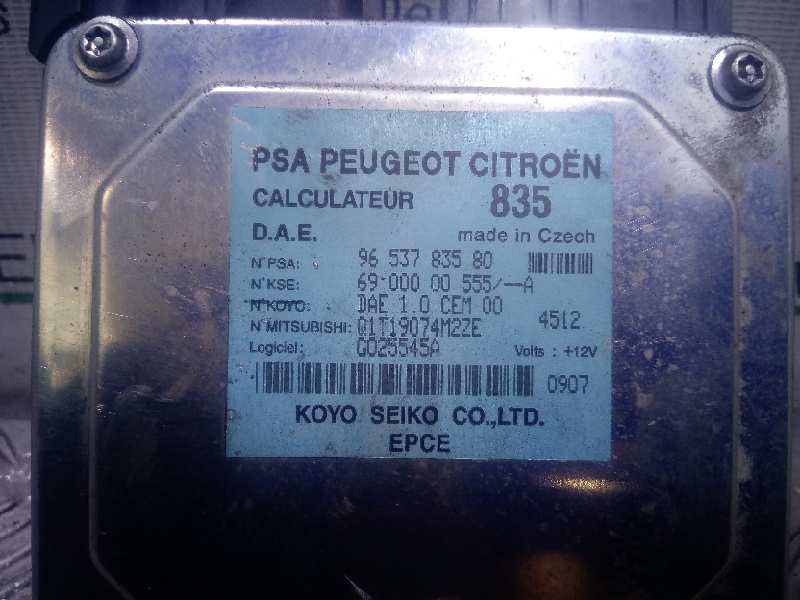 PSA PEUGEOT CITROËN
CALCULATEUR 835
D.A.E. made in Czech
N°PSA: 96 537 835 80
N°KSE: 69-000 00 555/--A
N°KOYO: DAE 1.0 CEM 00
N°MITSUBISHI: Q1T19074M2ZE 4512
Logiciel: G025545A Volts : +12V
0907
KOYO SEIKO CO.,LTD.
EPCE